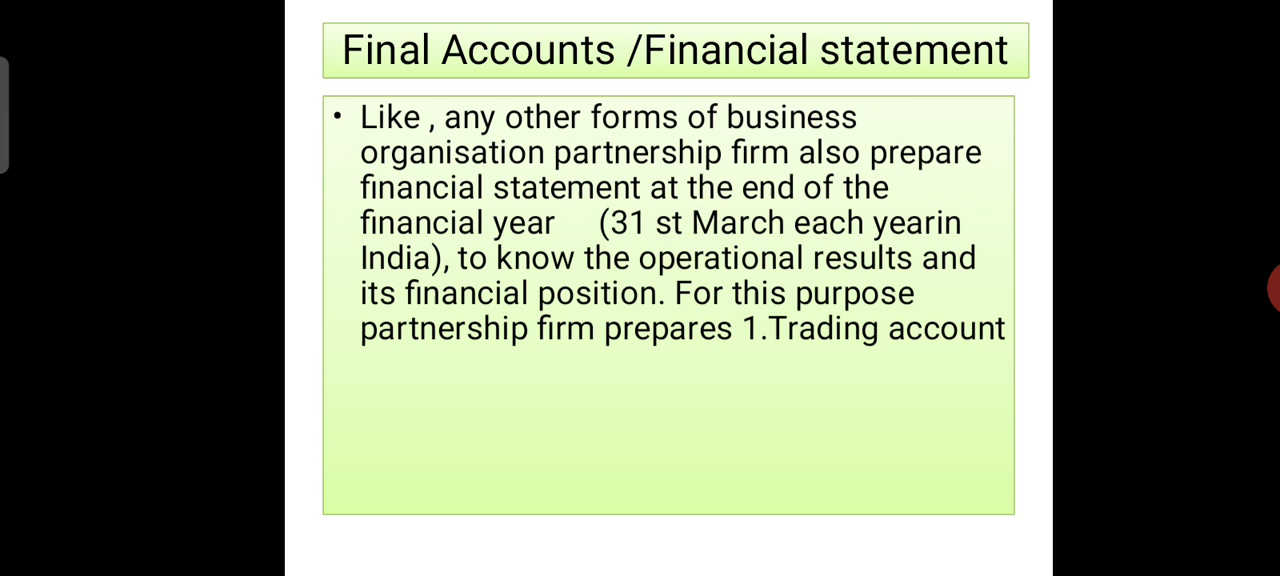 Final Accounts /Financial statement
• Like , any other forms of business
organisation partnership firm also prepare
financial statement at the end of the
financial year (31 st March each yearin
India), to know the operational results and
its financial position. For this purpose
partnership firm prepares 1.Trading account